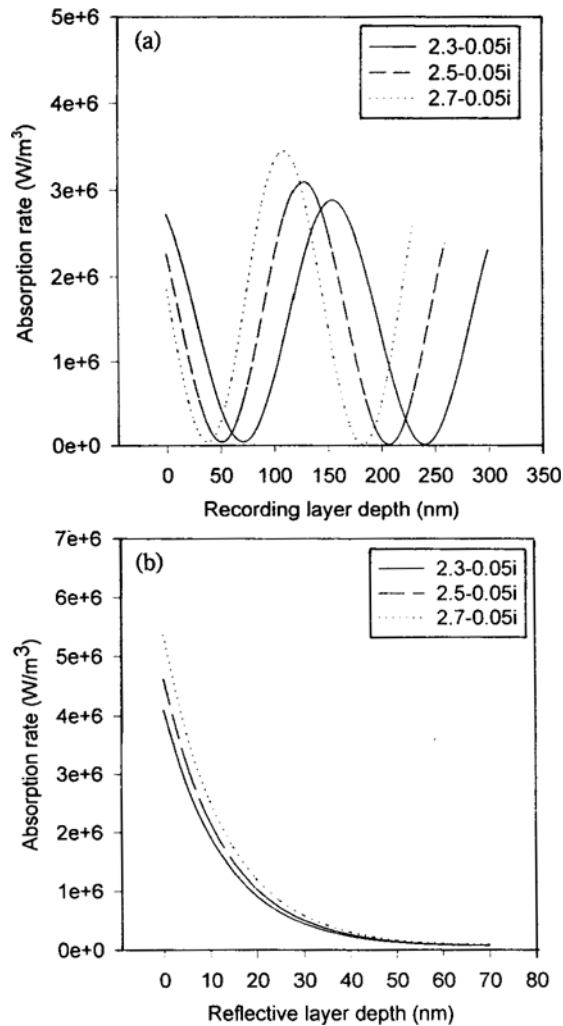 (a)
2.3-0.05i
2.5-0.05i
2.7-0.05i
5e+6
4e+6
3e+6
2e+6
1e+6
0e+0
Absorption rate (W/m³)
0 50 100 150 200 250 300 350
Recording layer depth (nm)
(b)
2.3-0.05i
2.5-0.05i
2.7-0.05i
7e+6
6e+6
5e+6
4e+6
3e+6
2e+6
1e+6
0e+0
Absorption rate (W/m³)
0 10 20 30 40 50 60 70 80
Reflective layer depth (nm)